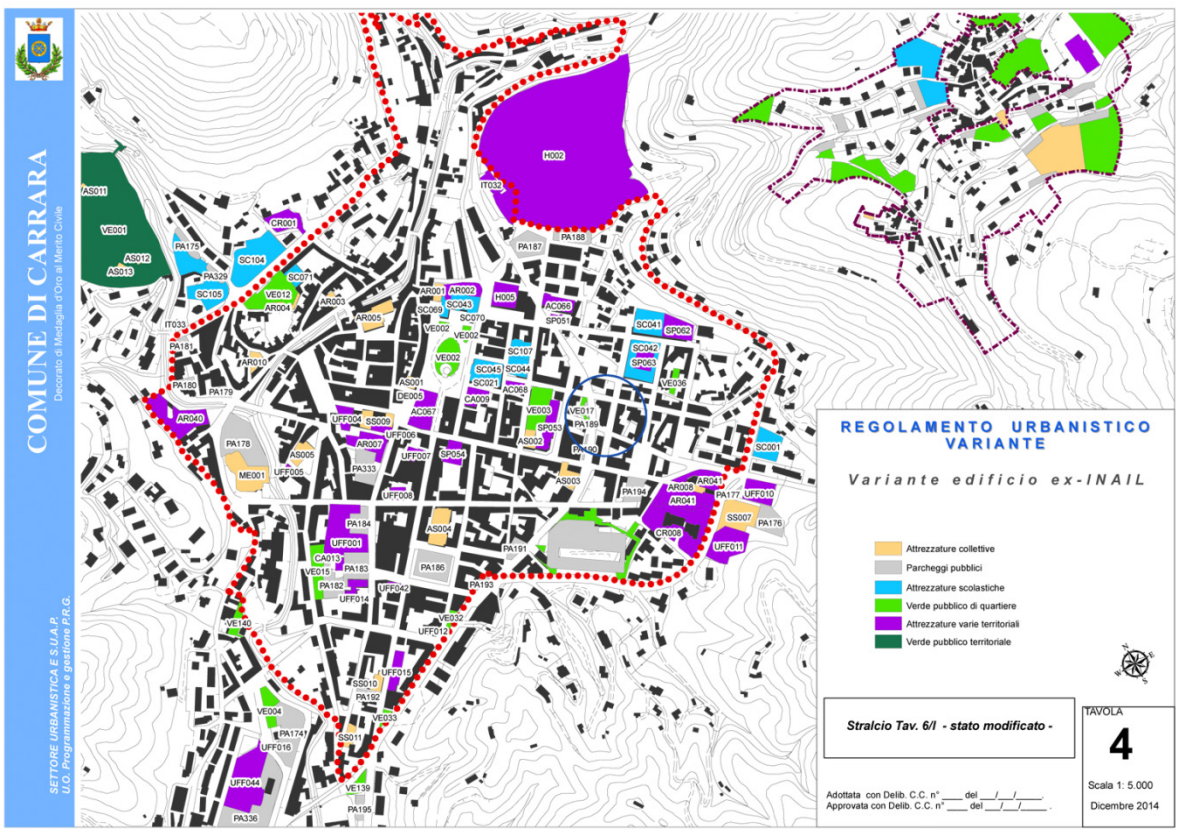 COMUNE DI CARRARA
Decorato di Medaglia d'Oro al Merito Civile
SETTORE URBANISTICA E S.U.A.P.
U.O. Programmazione e gestione P.R.G.
H002
IT032
AS011
VE001
AS012
AS013
CR001
PA175
SC104
PA329
SC071
SC105
VE012
AR004
AR003
AR005
IT033
PA181
AR010
PA180
PA179
PA187
PA188
AR001
AR002
SC043
SC069
SC070
H005
AC066
SP051
VE002
VE002
VE002
SC041
SP062
SC042
SP063
SC107
SC045
SC044
SC021
VE036
AS001
DE005
AC067
CA009
AC068
VE003
SP053
AS002
VE017
PA189
PA190
AR040
PA178
ME001
AS005
UFF005
UFF004
SS009
UFF006
AR007
PA333
UFF007
SP054
UFF008
AS003
SC001
PA194
AR008
AR041
AR041
PA177
UFF010
SS007
PA176
CR008
UFF011
PA184
UFF001
AS004
CA013
VE015
PA183
PA182
UFF014
PA186
PA191
UFF042
PA193
VE140
VE032
UFF012
UFF015
SS010
PA192
VE033
VE004
PA174
UFF016
SS011
UFF044
PA336
VE139
PA195
REGOLAMENTO URBANISTICO
VARIANTE
Variante edificio ex-INAIL
Attrezzature collettive
Parcheggi pubblici
Attrezzature scolastiche
Verde pubblico di quartiere
Attrezzature varie territoriali
Verde pubblico territoriale
N
E
S
W
Stralcio Tav. 6/I - stato modificato -
TAVOLA
4
Scala 1: 5.000
Dicembre 2014
Adottata con Delib. C.C. n° ____ del ___/___/_____.
Approvata con Delib. C.C. n° ____ del ___/___/_____ .